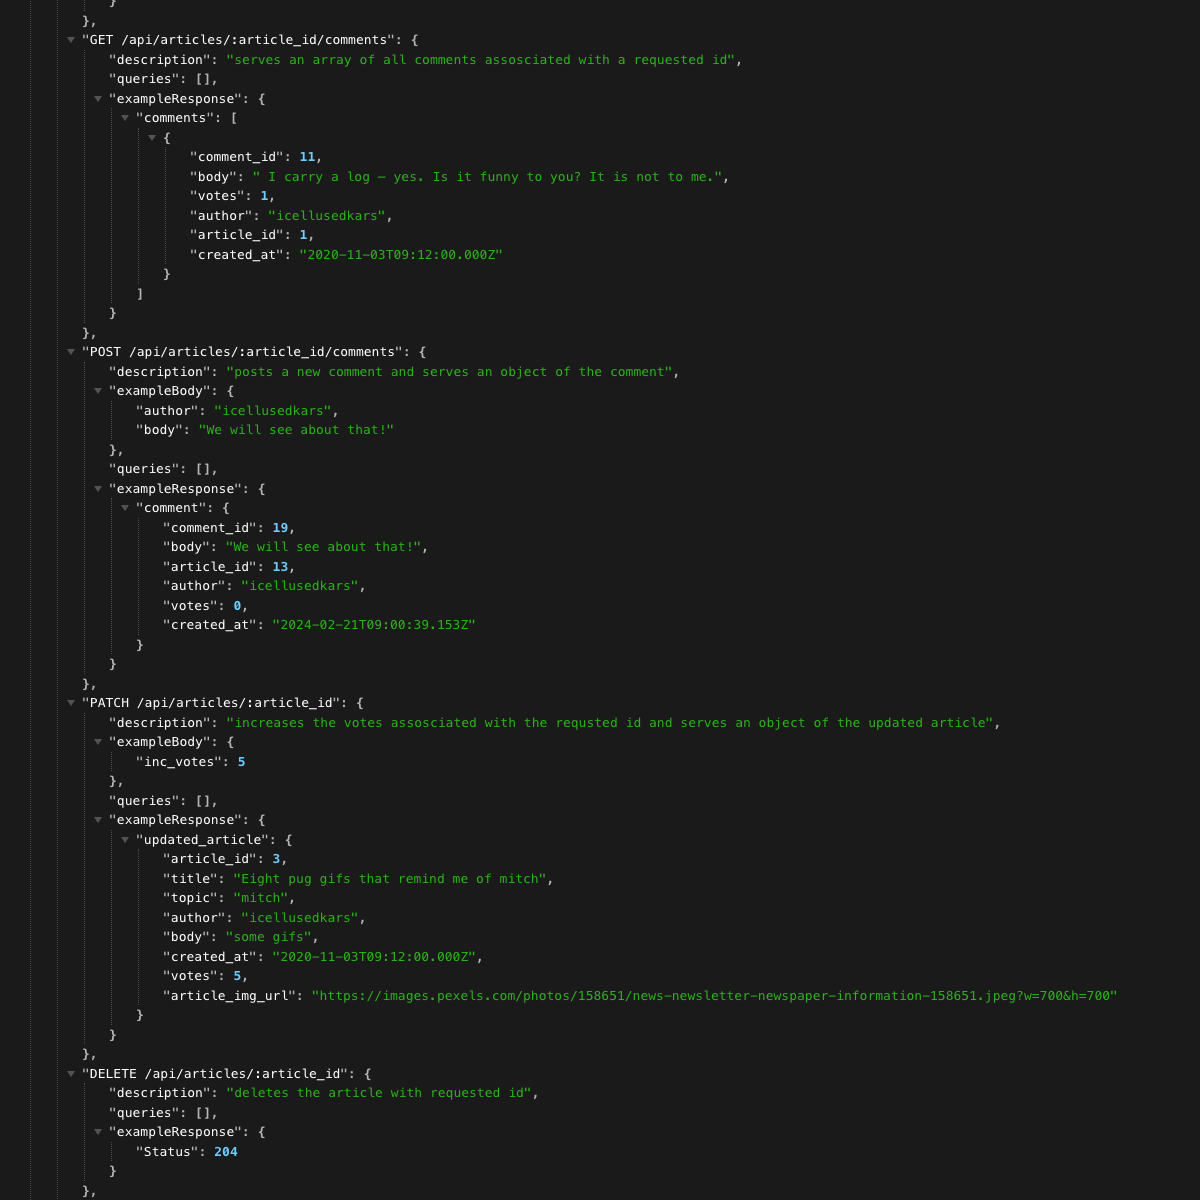 }
},
"GET /api/articles/:article_id/comments": {
"description": "serves an array of all comments assosciated with a requested id",
"queries": [],
"exampleResponse": {
"comments": [
{
"comment_id": 11,
"body": " I carry a log — yes. Is it funny to you? It is not to me.",
"votes": 1,
"author": "icellusedkars",
"article_id": 1,
"created_at": "2020-11-03T09:12:00.000Z"
}
]
}
},
"POST /api/articles/:article_id/comments": {
"description": "posts a new comment and serves an object of the comment",
"exampleBody": {
"author": "icellusedkars",
"body": "We will see about that!"
},
"queries": [],
"exampleResponse": {
"comment": {
"comment_id": 19,
"body": "We will see about that!",
"article_id": 13,
"author": "icellusedkars",
"votes": 0,
"created_at": "2024-02-21T09:00:39.153Z"
}
}
},
"PATCH /api/articles/:article_id": {
"description": "increases the votes assosciated with the requsted id and serves an object of the updated article",
"exampleBody": {
"inc_votes": 5
},
"queries": [],
"exampleResponse": {
"updated_article": {
"article_id": 3,
"title": "Eight pug gifs that remind me of mitch",
"topic": "mitch",
"author": "icellusedkars",
"body": "some gifs",
"created_at": "2020-11-03T09:12:00.000Z",
"votes": 5,
"article_img_url": "https://images.pexels.com/photos/158651/news-newsletter-newspaper-information-158651.jpeg?w=700&h=700"
}
}
},
"DELETE /api/articles/:article_id": {
"description": "deletes the article with requested id",
"queries": [],
"exampleResponse": {
"Status": 204
}
},